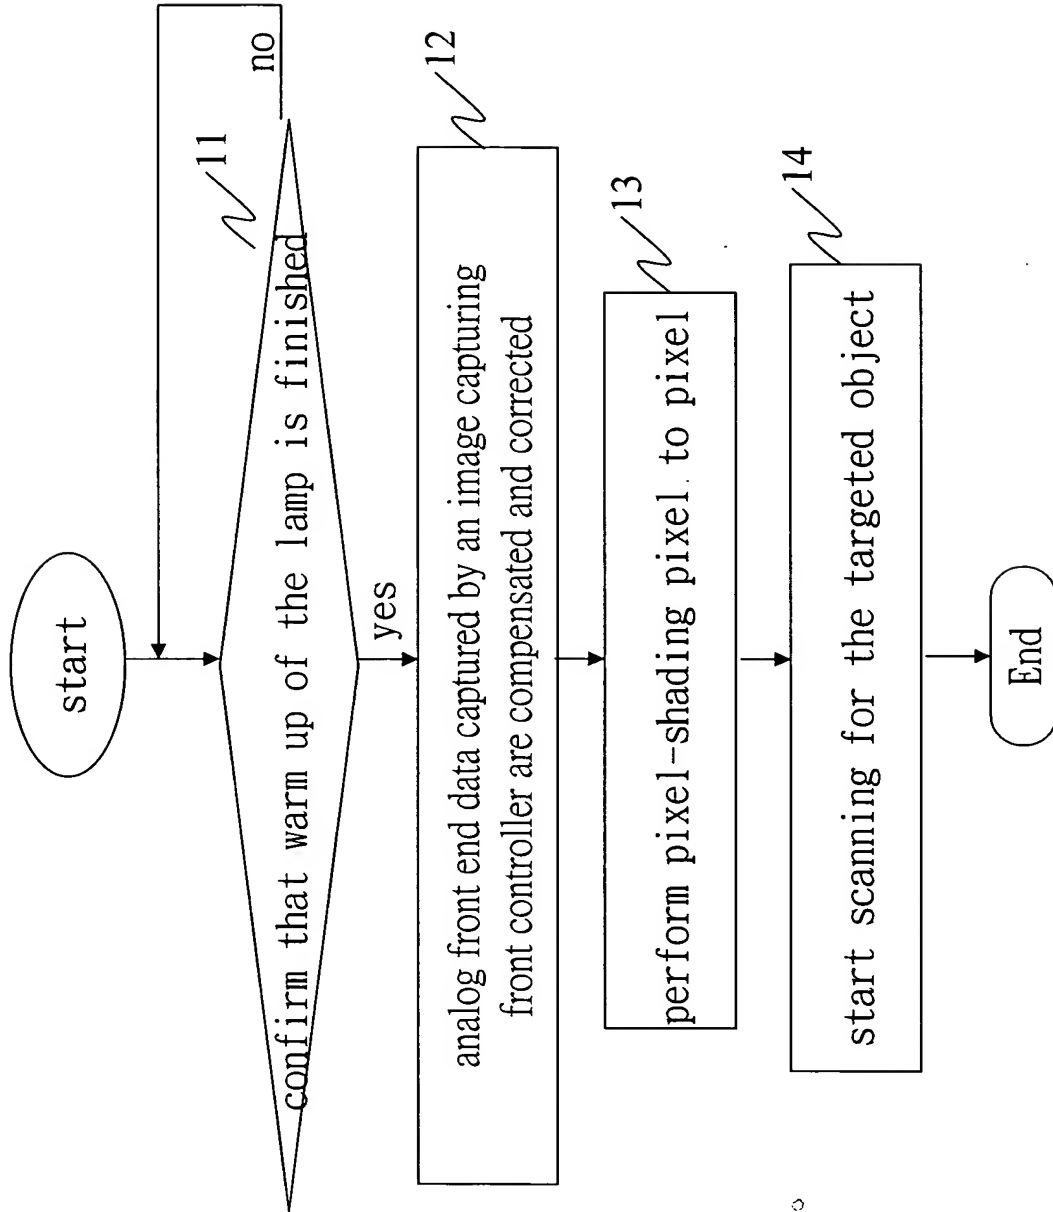 start
no
11
confirm that warm up of the lamp is finished
yes
12
analog front end data captured by an image capturing
front controller are compensated and corrected
13
perform pixel-shading pixel to pixel
14
start scanning for the targeted object
End